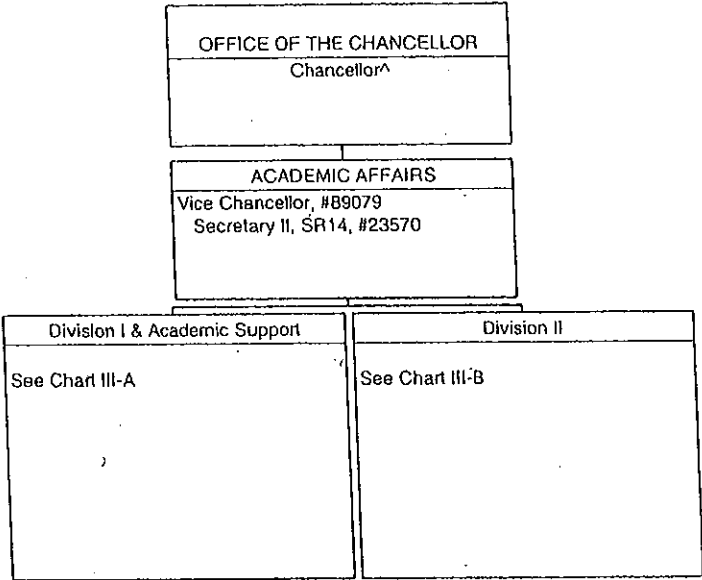 OFFICE OF THE CHANCELLOR
Chancellor^
ACADEMIC AFFAIRS
Vice Chancellor, #89079
Secretary II, SR14, #23570
Division I & Academic Support
See Chart III-A
Division II
See Chart III-B